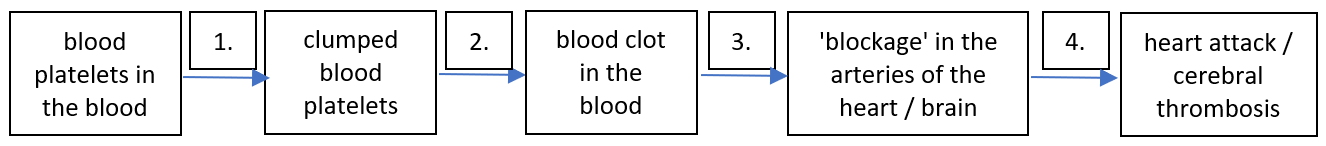 blood
platelets in
the blood
1.
clumped
blood
platelets
2.
blood clot
in the
blood
3.
'blockage' in the
arteries of the
heart / brain
4.
heart attack /
cerebral
thrombosis